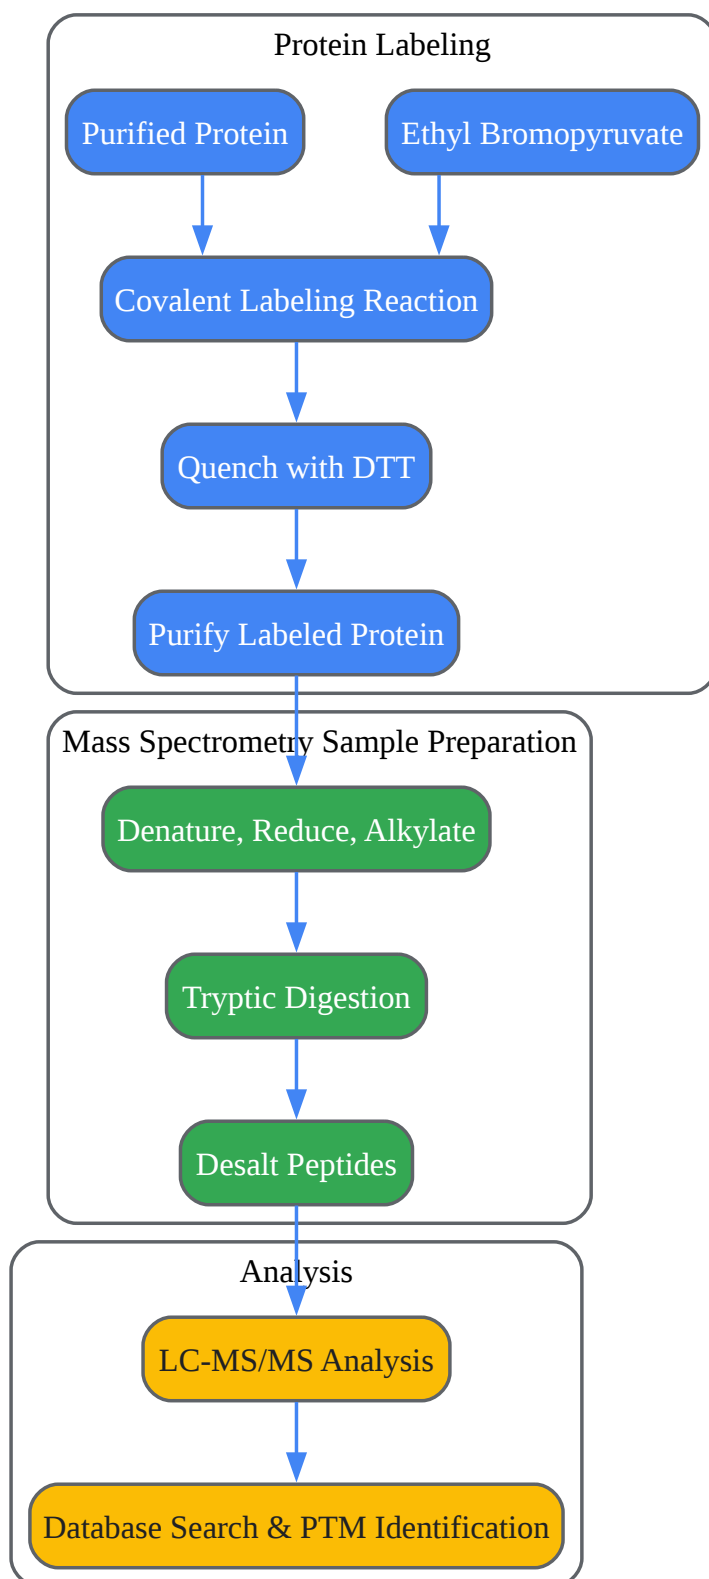 Protein Labeling
Purified Protein
Ethyl Bromopyruvate
Covalent Labeling Reaction
Quench with DTT
Purify Labeled Protein
Mass Spectrometry Sample Preparation
Denature, Reduce, Alkylate
Tryptic Digestion
Desalt Peptides
Analysis
LC-MS/MS Analysis
Database Search & PTM Identification